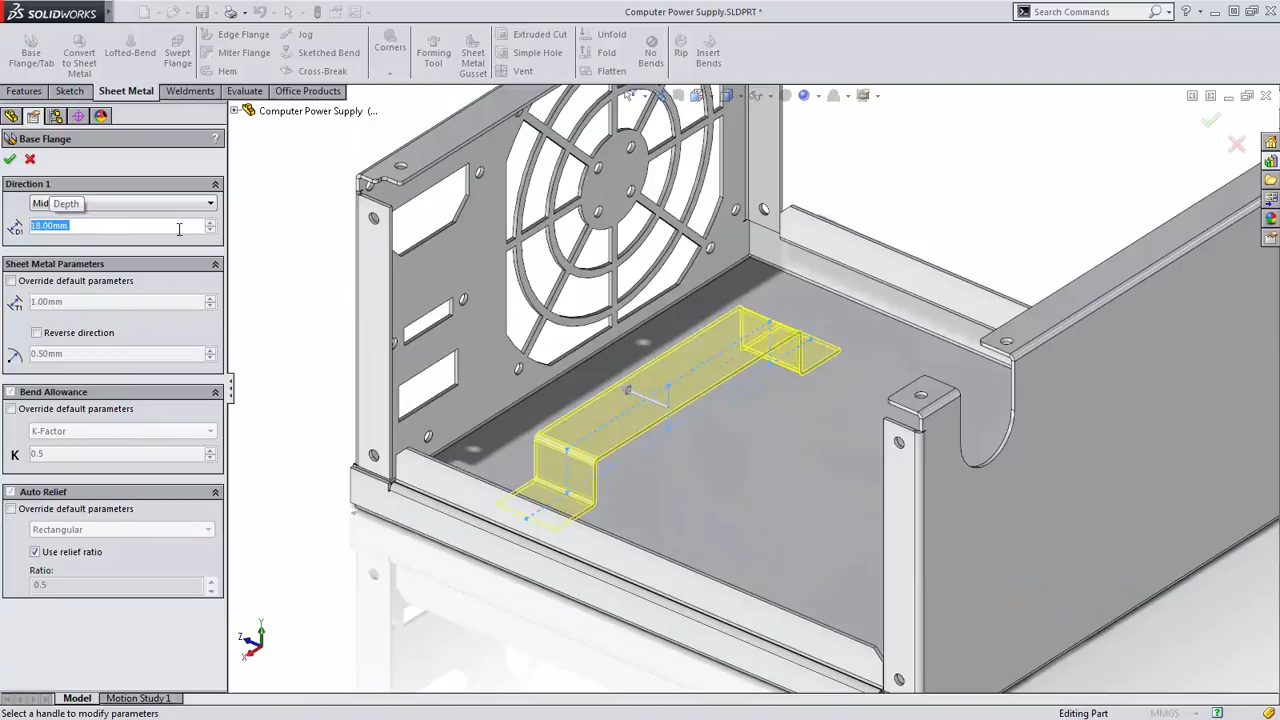 SOLIDWORKS
Computer Power Supply.SLDPRT *
Search Commands
Base Flange/Tab
Convert to Sheet Metal
Lofted-Bend
Swept Flange
Edge Flange
Miter Flange
Hem
Jog
Sketched Bend
Cross-Break
Corners
Forming Tool
Sheet Metal Gusset
Extruded Cut
Simple Hole
Vent
Unfold
Fold
Flatten
No Bends
Rip
Insert Bends
Features
Sketch
Sheet Metal
Weldments
Evaluate
Office Products
Computer Power Supply (...
Base Flange
?
Direction 1
Mid
Depth
D1
18.00mm
Sheet Metal Parameters
Override default parameters
T1
1.00mm
Reverse direction
0.50mm
Bend Allowance
Override default parameters
K-Factor
K
0.5
Auto Relief
Override default parameters
Rectangular
Use relief ratio
Ratio:
0.5
Y
Z
X
Model
Motion Study 1
Select a handle to modify parameters
Editing Part
MMGS